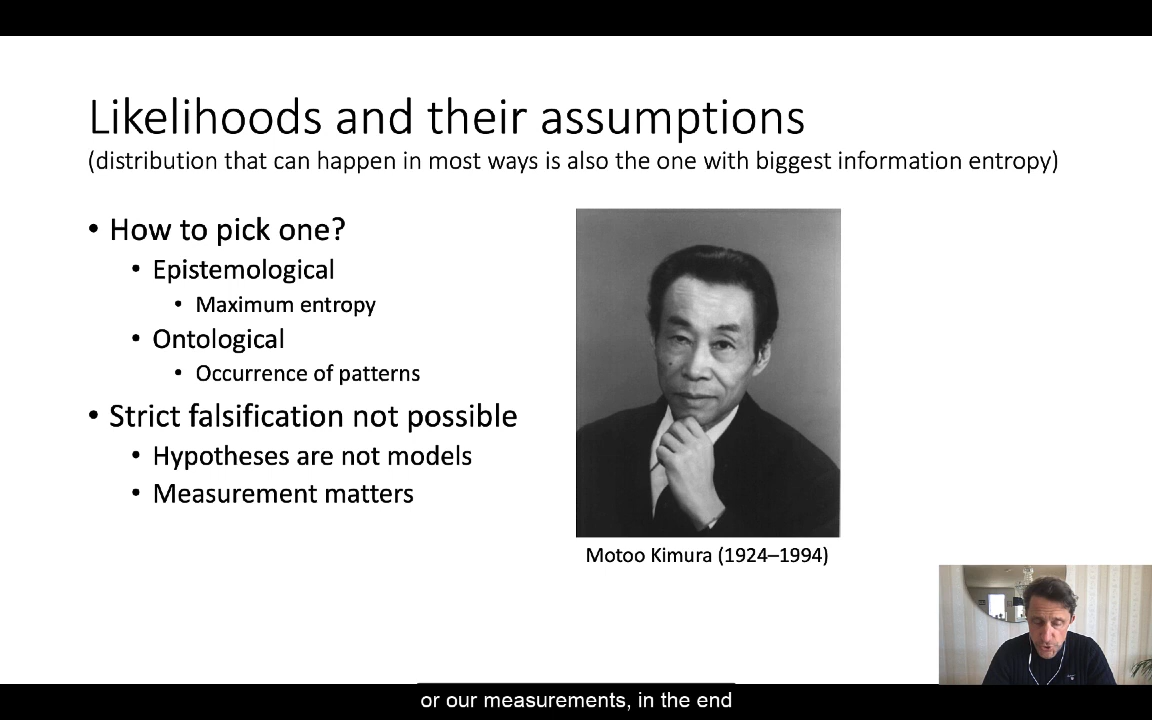 Likelihoods and their assumptions
(distribution that can happen in most ways is also the one with biggest information entropy)
• How to pick one?
• Epistemological
• Maximum entropy
• Ontological
• Occurrence of patterns
• Strict falsification not possible
• Hypotheses are not models
• Measurement matters
Motoo Kimura (1924–1994)
or our measurements, in the end